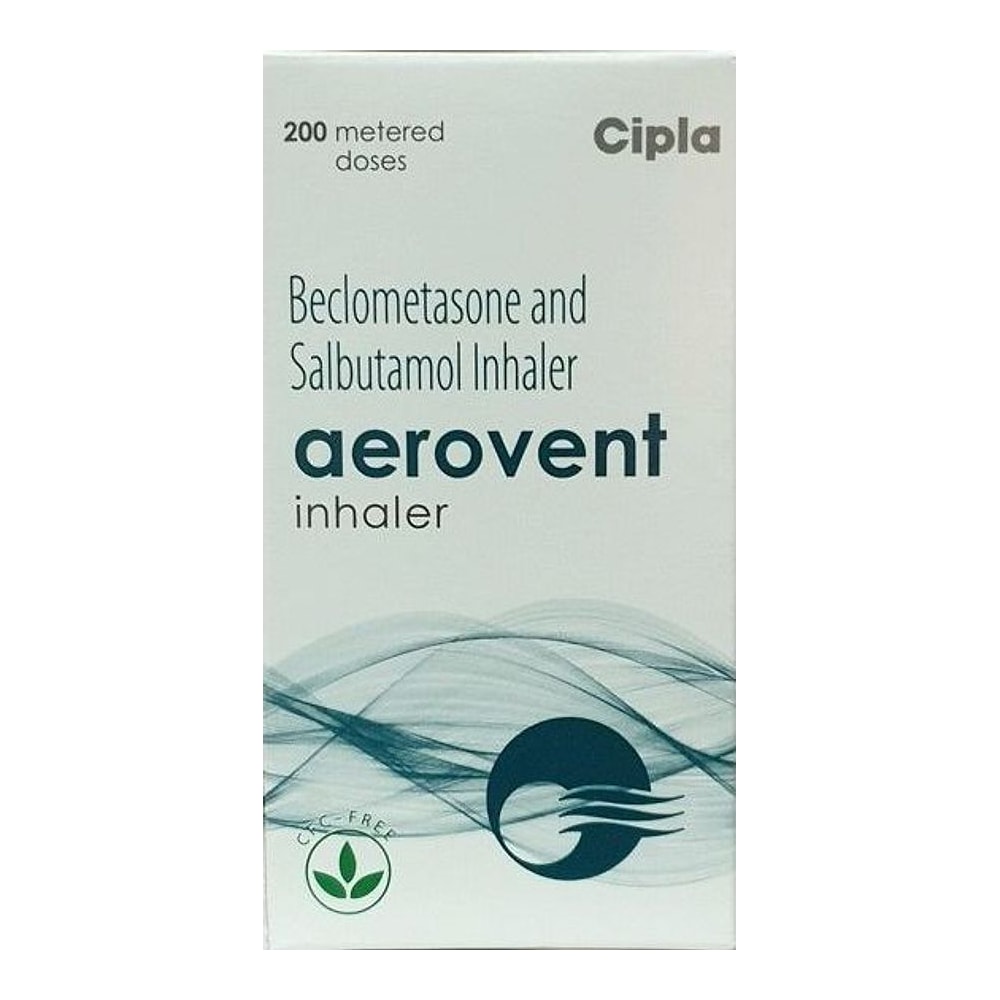 200 metered
doses
Cipla
Beclometasone and
Salbutamol Inhaler
aerovent
inhaler
CFC-FREE